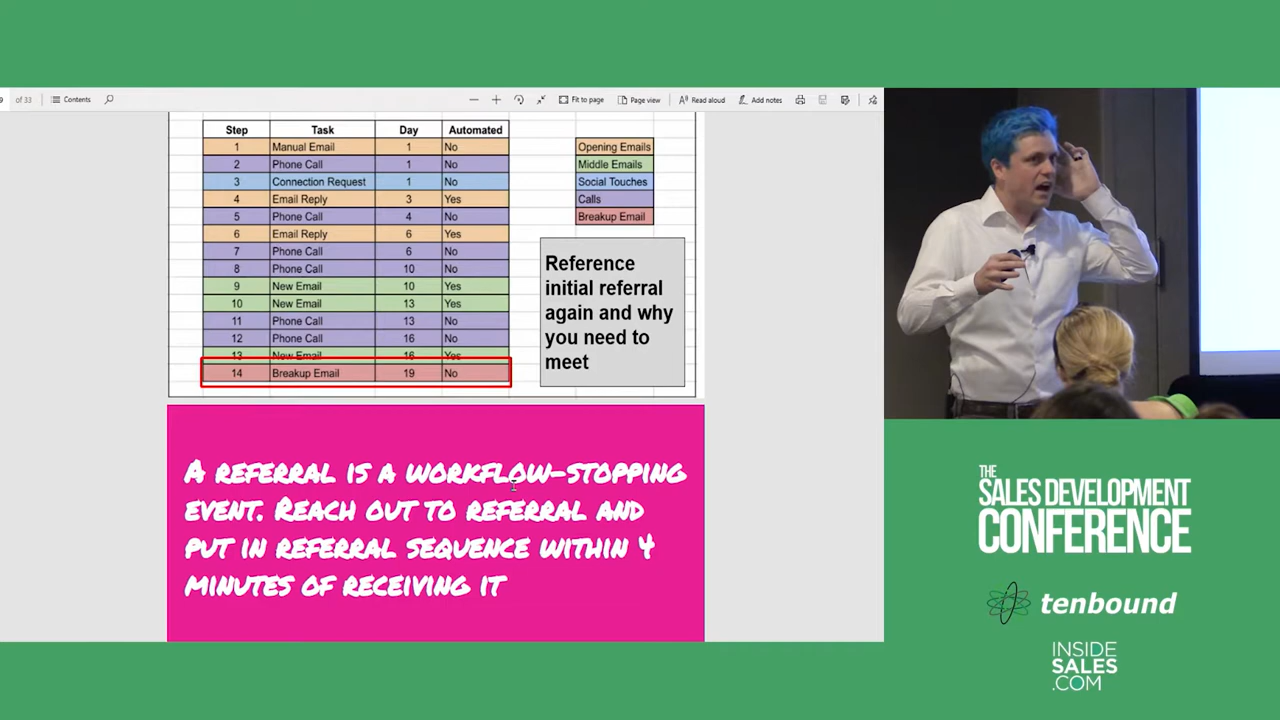 9 of 33 Contents Fit to page Page view Read aloud Add notes
Step Task Day Automated
1 Manual Email 1 No
2 Phone Call 1 No
3 Connection Request 1 No
4 Email Reply 3 Yes
5 Phone Call 4 No
6 Email Reply 6 Yes
7 Phone Call 6 No
8 Phone Call 10 No
9 New Email 10 Yes
10 New Email 13 Yes
11 Phone Call 13 No
12 Phone Call 16 No
13 New Email 16 Yes
14 Breakup Email 19 No
Opening Emails
Middle Emails
Social Touches
Calls
Breakup Email
Reference
initial referral
again and why
you need to
meet
A REFERRAL IS A WORKFLOW-STOPPING
EVENT. REACH OUT TO REFERRAL AND
PUT IN REFERRAL SEQUENCE WITHIN 4
MINUTES OF RECEIVING IT
THE
SALES DEVELOPMENT
CONFERENCE
tenbound
INSIDE
SALES
.COM